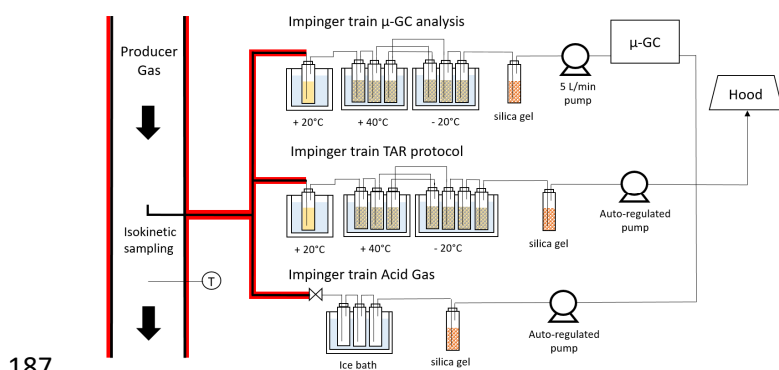 Impinger train µ-GC analysis
Producer
Gas
µ-GC
5 L/min
pump
Hood
+ 20°C
+ 40°C
- 20°C
silica gel
Impinger train TAR protocol
Isokinetic
sampling
Auto-regulated
pump
+ 20°C
+ 40°C
- 20°C
silica gel
T
Impinger train Acid Gas
Auto-regulated
pump
Ice bath
silica gel
187